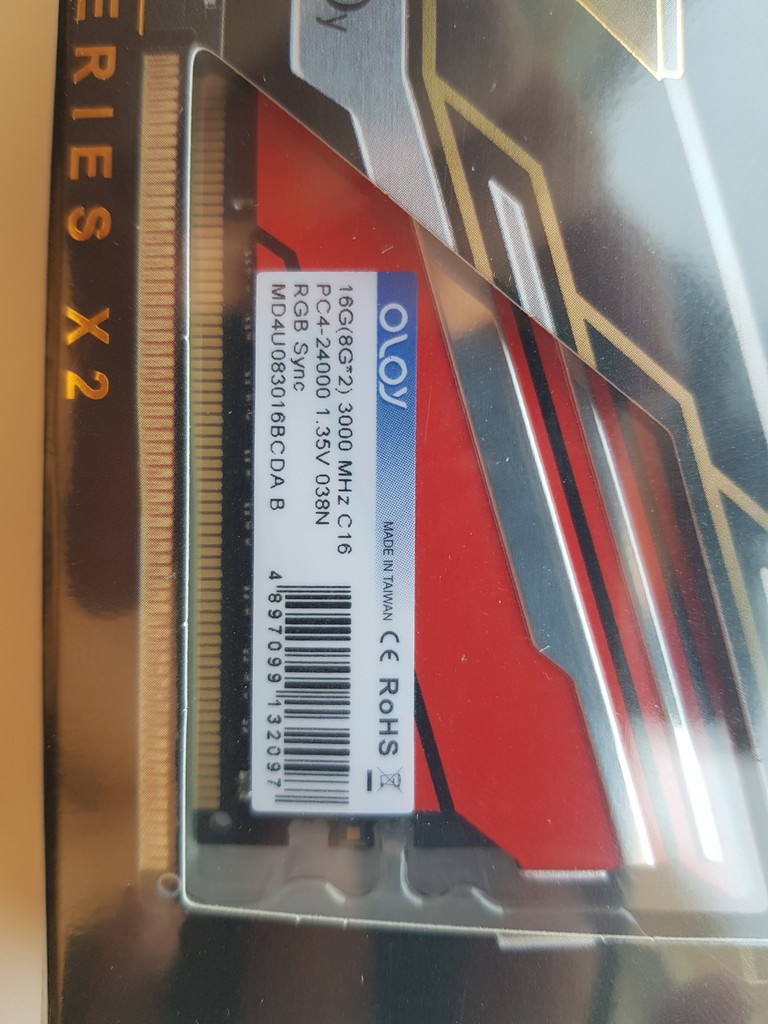 ERIES X2
Oy
OLOy
MADE IN TAIWAN CE RoHS
16G(8G*2) 3000 MHz C16
PC4-24000 1.35V 038N
RGB Sync
MD4U083016BCDA B
4 897099 132097